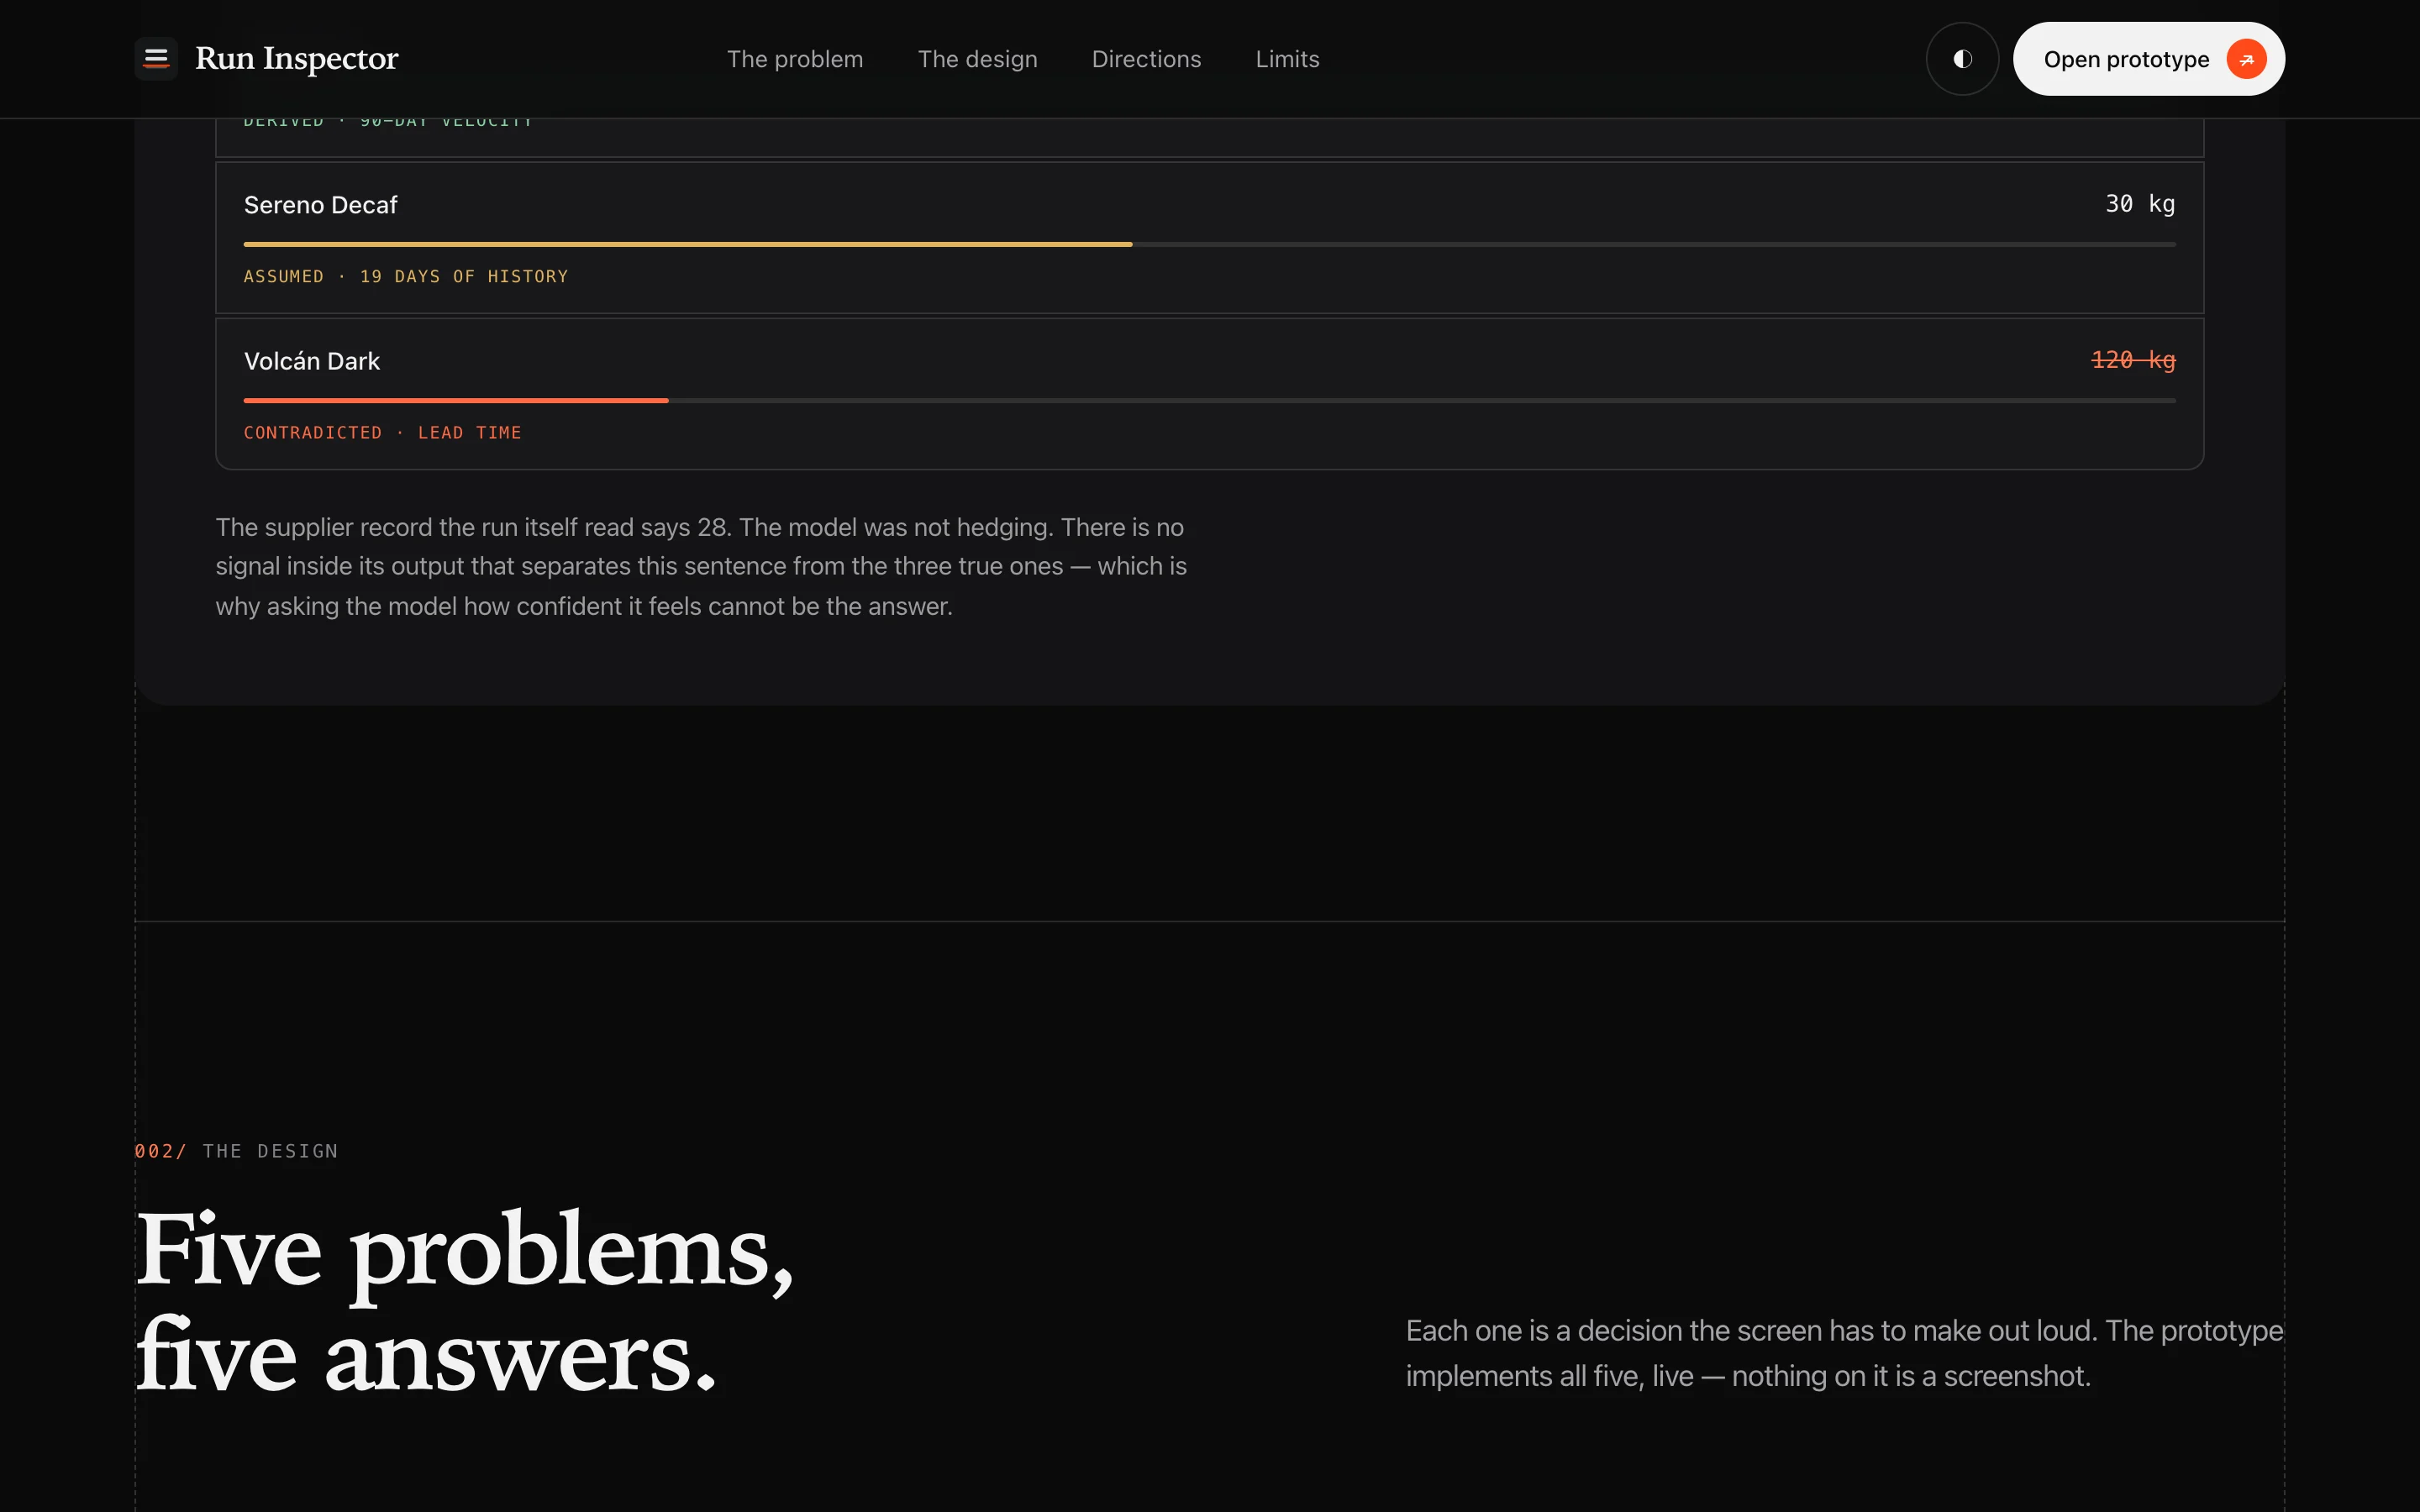 Run Inspector
The problem
The design
Directions
Limits
Open prototype
DERIVED · 90-DAY VELOCITY
Sereno Decaf
30 kg
ASSUMED · 19 DAYS OF HISTORY
Volcán Dark
120 kg
CONTRADICTED · LEAD TIME
The supplier record the run itself read says 28. The model was not hedging. There is no
signal inside its output that separates this sentence from the three true ones — which is
why asking the model how confident it feels cannot be the answer.
002/ THE DESIGN
Five problems,
five answers.
Each one is a decision the screen has to make out loud. The prototype
implements all five, live — nothing on it is a screenshot.